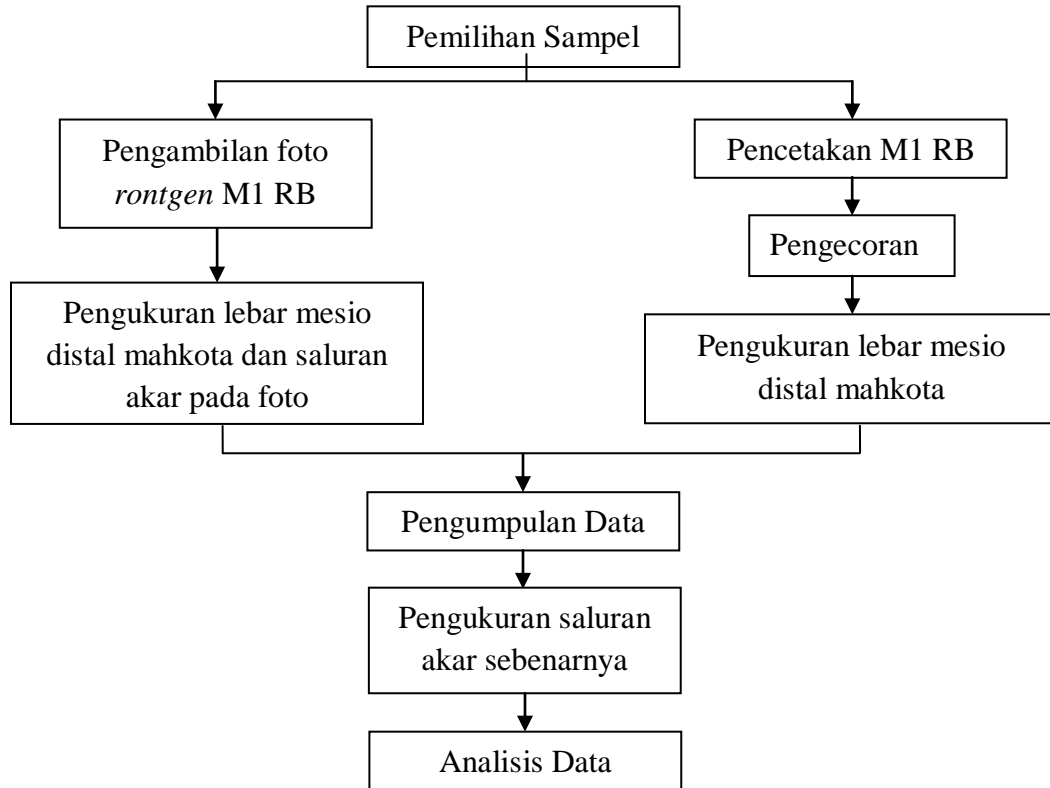 Pemilihan Sampel
Pengambilan foto
rontgen M1 RB
Pencetakan M1 RB
Pengecoran
Pengukuran lebar mesio
distal mahkota dan saluran
akar pada foto
Pengukuran lebar mesio
distal mahkota
Pengumpulan Data
Pengukuran saluran
akar sebenarnya
Analisis Data